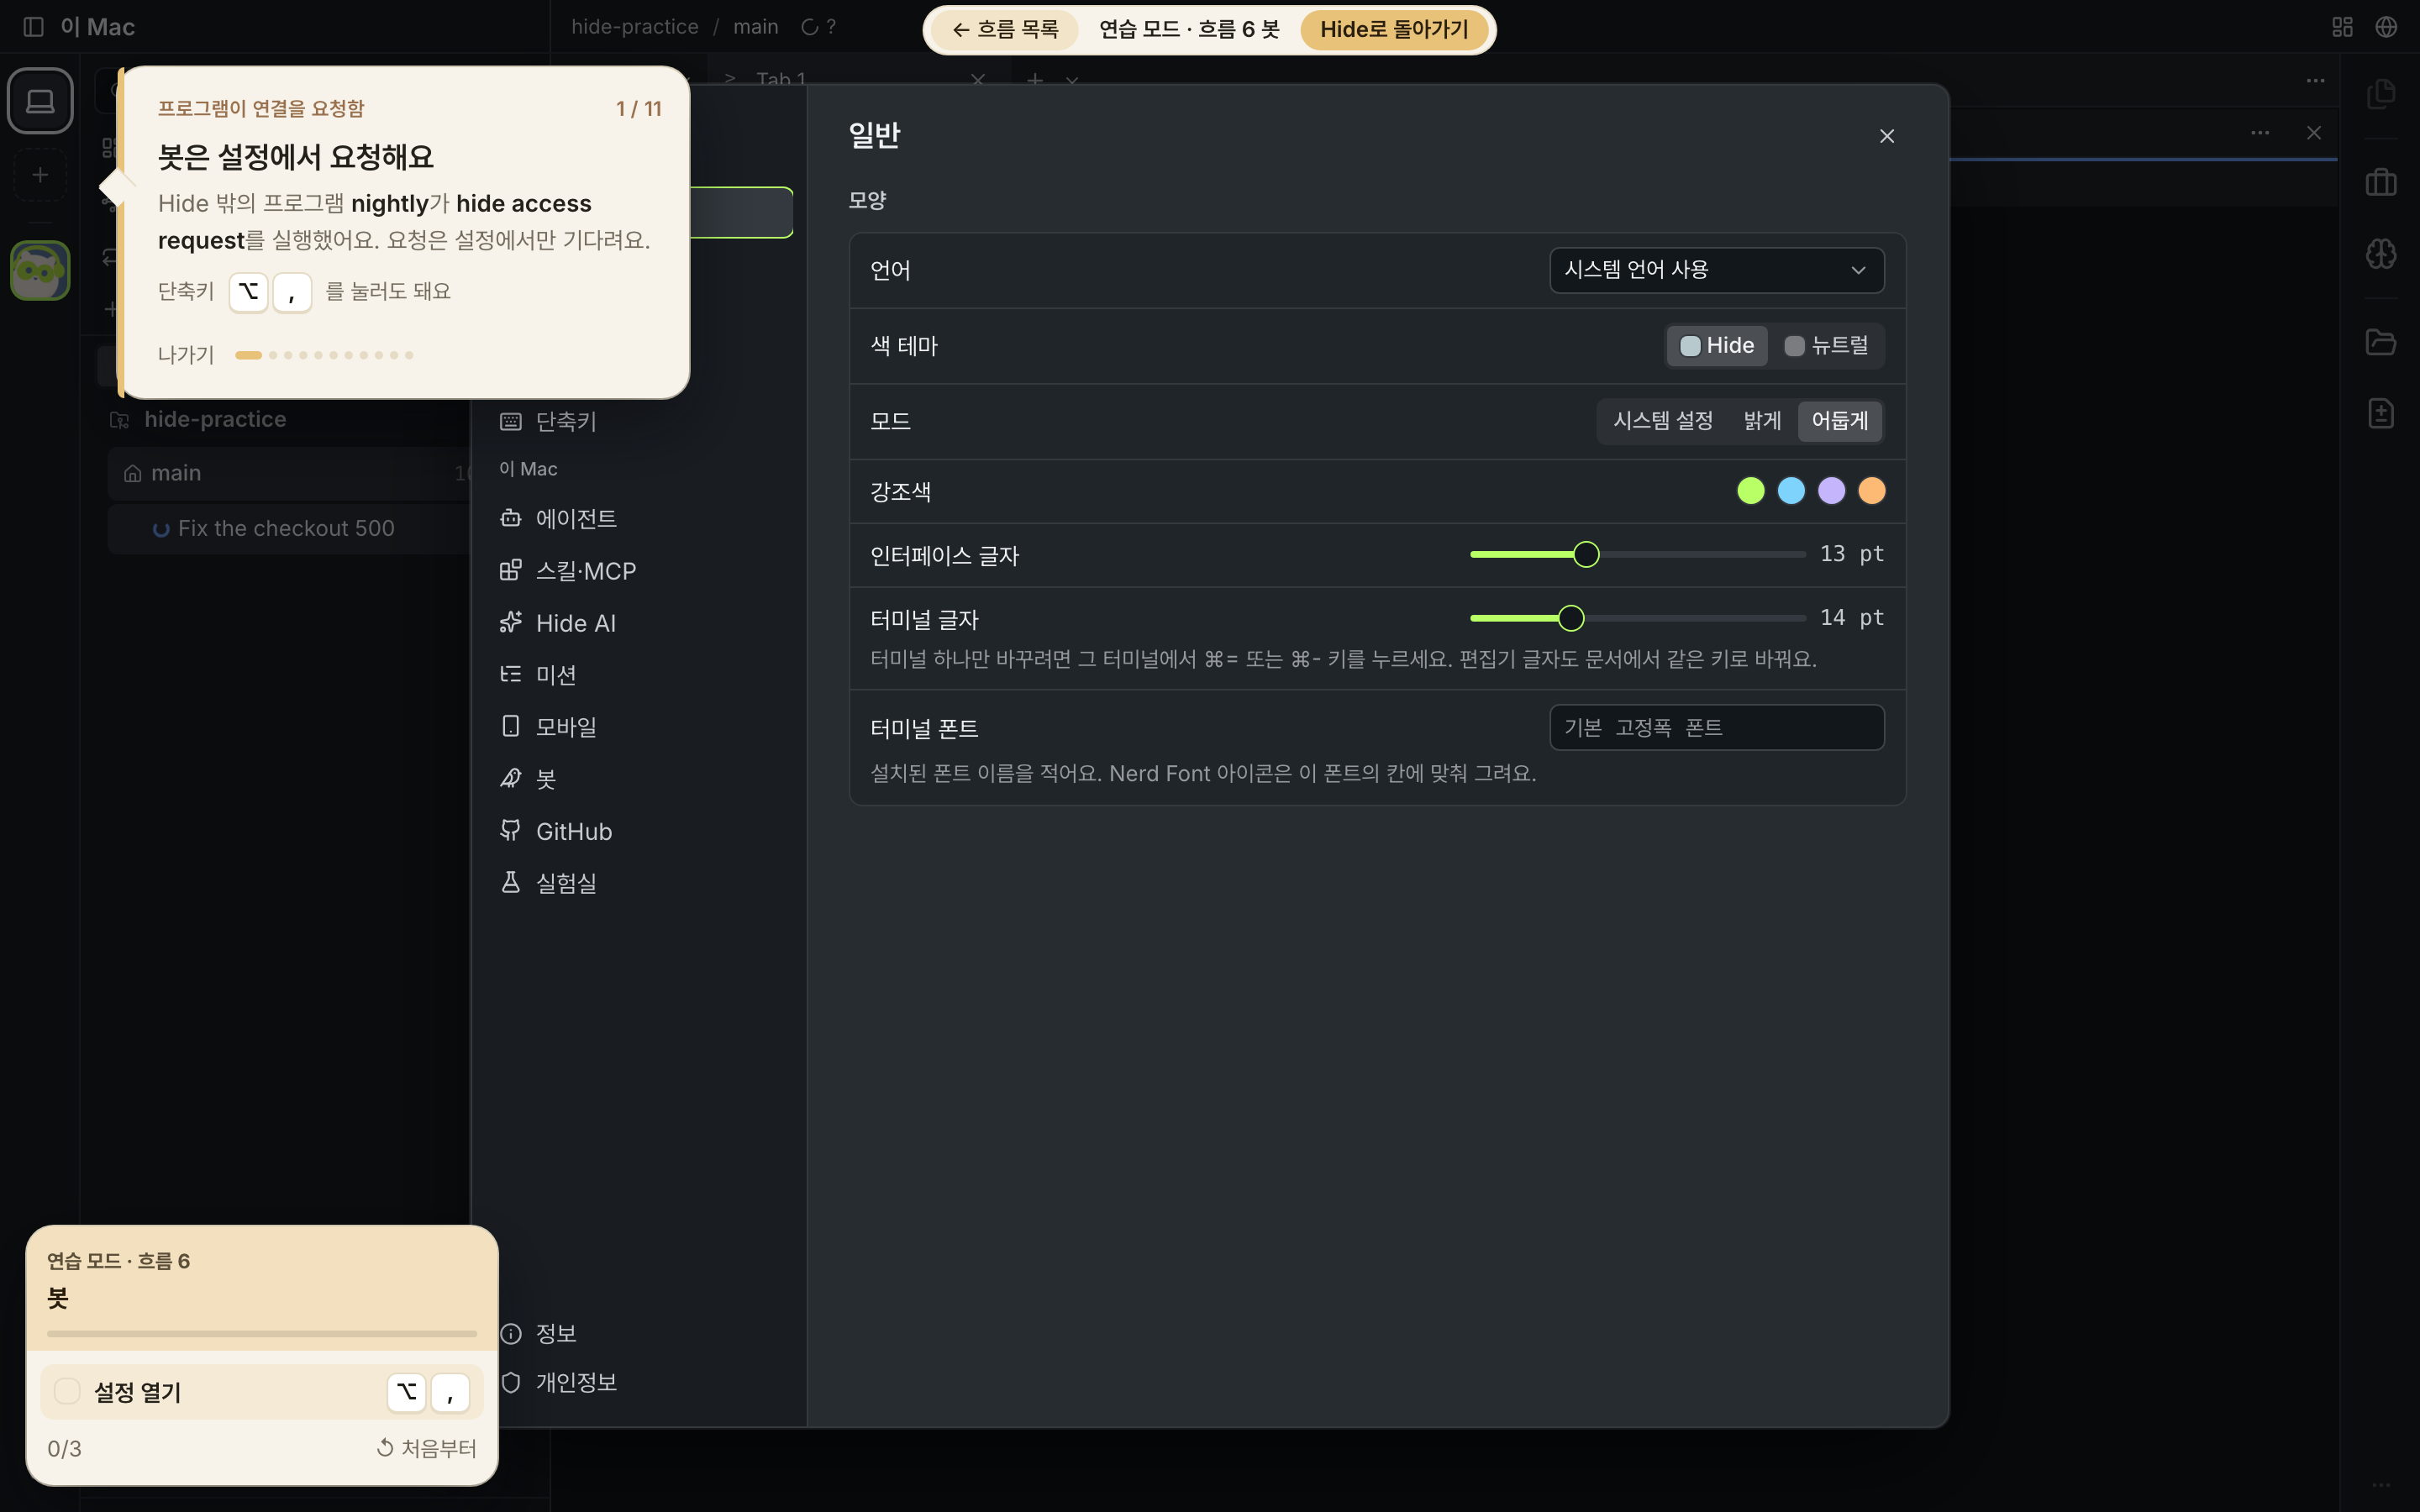 이 Mac
hide-practice / main ?
← 흐름 목록
연습 모드 · 흐름 6 봇
Hide로 돌아가기
> Tab 1
프로그램이 연결을 요청함
1 / 11
봇은 설정에서 요청해요
Hide 밖의 프로그램 nightly가 hide access
request를 실행했어요. 요청은 설정에서만 기다려요.
단축키 ⌥ , 를 눌러도 돼요
나가기
hide-practice
main
Fix the checkout 500
단축키
이 Mac
에이전트
스킬·MCP
Hide AI
미션
모바일
봇
GitHub
실험실
정보
개인정보
일반
모양
언어
시스템 언어 사용
색 테마
Hide
뉴트럴
모드
시스템 설정
밝게
어둡게
강조색
인터페이스 글자
13 pt
터미널 글자
14 pt
터미널 하나만 바꾸려면 그 터미널에서 ⌘= 또는 ⌘- 키를 누르세요. 편집기 글자도 문서에서 같은 키로 바꿔요.
터미널 폰트
기본 고정폭 폰트
설치된 폰트 이름을 적어요. Nerd Font 아이콘은 이 폰트의 칸에 맞춰 그려요.
연습 모드 · 흐름 6
봇
설정 열기
⌥ ,
0/3
처음부터